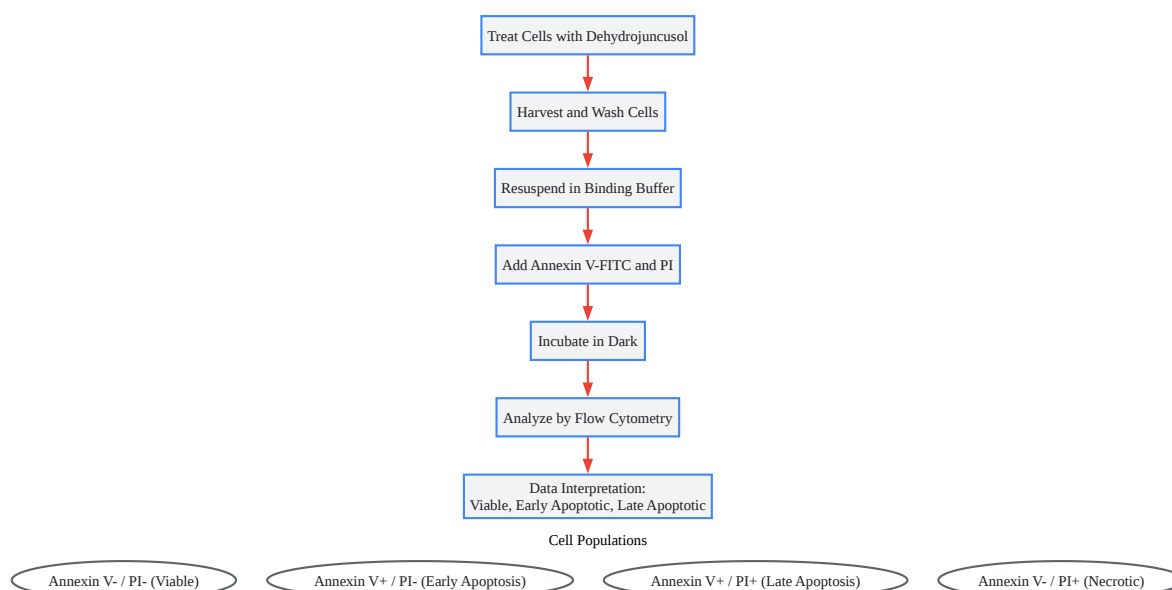 Treat Cells with Dehydrojuncusol
Harvest and Wash Cells
Resuspend in Binding Buffer
Add Annexin V-FITC and PI
Incubate in Dark
Analyze by Flow Cytometry
Data Interpretation:
Viable, Early Apoptotic, Late Apoptotic
Cell Populations
Annexin V- / PI- (Viable)
Annexin V+ / PI- (Early Apoptosis)
Annexin V+ / PI+ (Late Apoptosis)
Annexin V- / PI+ (Necrotic)